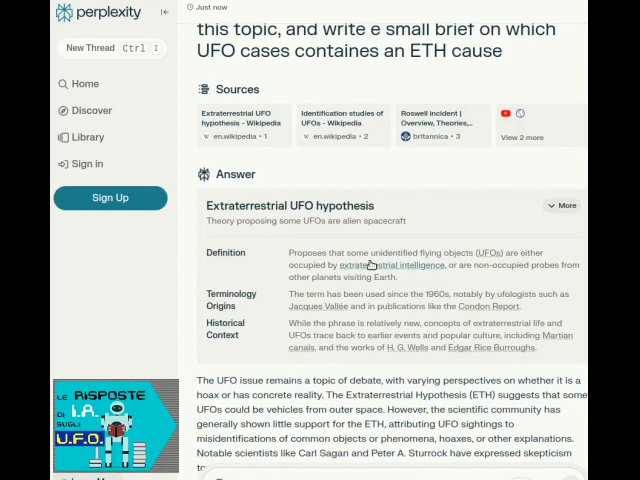 perplexity
Just now
New Thread Ctrl I
Home
Discover
Library
Sign in
Sign Up
this topic, and write e small brief on which
UFO cases containes an ETH cause
Sources
Extraterrestrial UFO
hypothesis - Wikipedia
en.wikipedia • 1
Identification studies of
UFOs - Wikipedia
en.wikipedia • 2
Roswell incident |
Overview, Theories,...
britannica • 3
View 2 more
Answer
Extraterrestrial UFO hypothesis
More
Theory proposing some UFOs are alien spacecraft
Definition
Proposes that some unidentified flying objects (UFOs) are either
occupied by extraterrestrial intelligence, or are non-occupied probes from
other planets visiting Earth.
Terminology
Origins
The term has been used since the 1960s, notably by ufologists such as
Jacques Vallée and in publications like the Condon Report.
Historical
Context
While the phrase is relatively new, concepts of extraterrestrial life and
UFOs trace back to earlier events and popular culture, including Martian
canals, and the works of H. G. Wells and Edgar Rice Burroughs.
The UFO issue remains a topic of debate, with varying perspectives on whether it is a
hoax or has concrete reality. The Extraterrestrial Hypothesis (ETH) suggests that some
UFOs could be vehicles from outer space. However, the scientific community has
generally shown little support for the ETH, attributing UFO sightings to
misidentifications of common objects or phenomena, hoaxes, or other explanations.
Notable scientists like Carl Sagan and Peter A. Sturrock have expressed skepticism
LE RISPOSTE
DI I.A.
SUGLI
U.F.O.